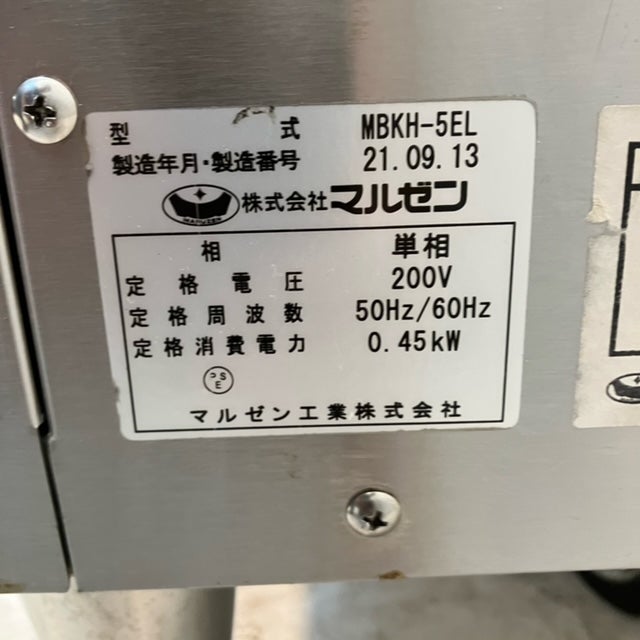 型式 MBKH-5EL
製造年月・製造番号 21.09.13
株式会社マルゼン
相 単相
定格電圧 200V
定格周波数 50Hz/60Hz
定格消費電力 0.45kW
PSE
マルゼン工業株式会社